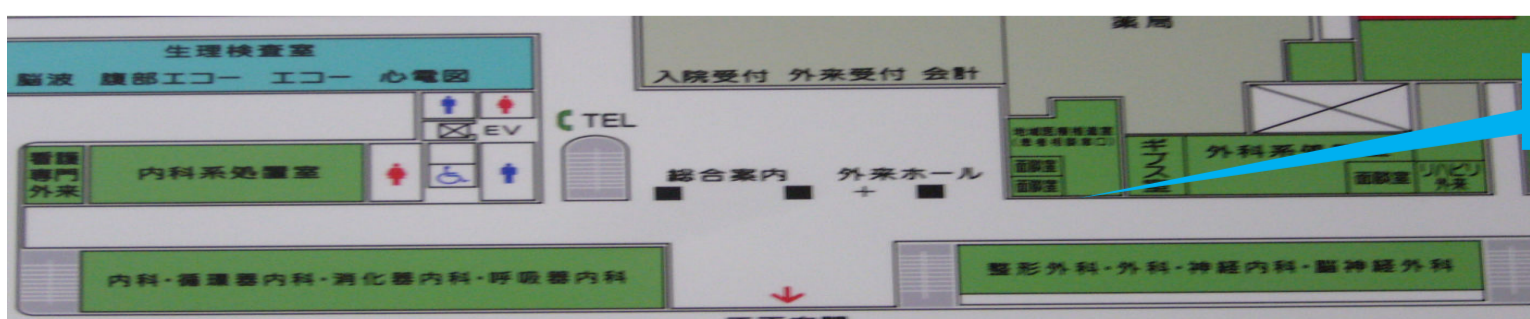 薬局
生理検査室
脳波 腹部エコー エコー 心電図
入院受付 外来受付 会計
EV
TEL
看護
専門
外来
内科系処置室
総合案内 外来ホール
面談室
面談室
ギプス室
外科系
面談室
リハビリ
外来
内科・循環器内科・消化器内科・呼吸器内科
整形外科・外科・神経内科・脳神経外科